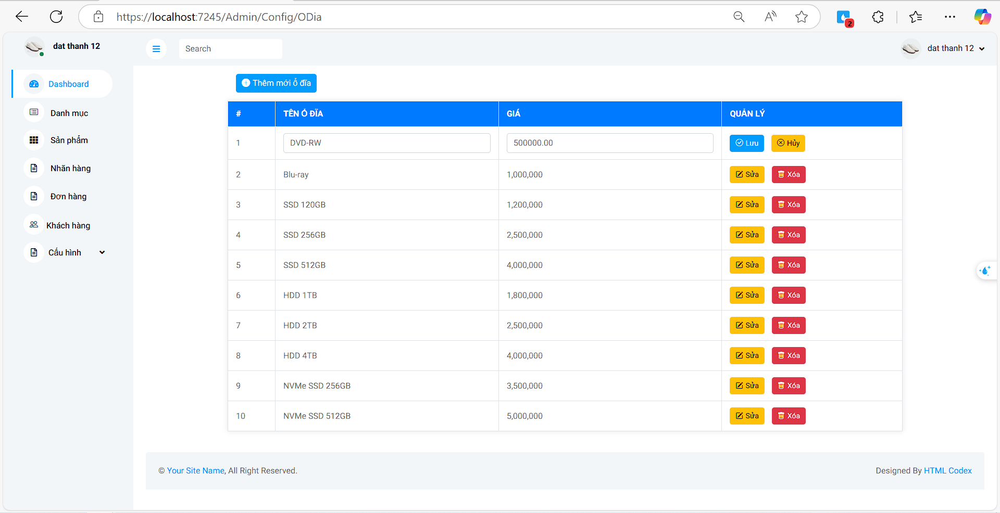 https://localhost:7245/Admin/Config/ODia
2
dat thanh 12
Search
dat thanh 12
Dashboard
Danh mục
Sản phẩm
Nhãn hàng
Đơn hàng
Khách hàng
Cấu hình
Thêm mới ổ đĩa
# TÊN Ổ ĐĨA GIÁ QUẢN LÝ
1 DVD-RW 500000.00 Lưu Hủy
2 Blu-ray 1,000,000 Sửa Xóa
3 SSD 120GB 1,200,000 Sửa Xóa
4 SSD 256GB 2,500,000 Sửa Xóa
5 SSD 512GB 4,000,000 Sửa Xóa
6 HDD 1TB 1,800,000 Sửa Xóa
7 HDD 2TB 2,500,000 Sửa Xóa
8 HDD 4TB 4,000,000 Sửa Xóa
9 NVMe SSD 256GB 3,500,000 Sửa Xóa
10 NVMe SSD 512GB 5,000,000 Sửa Xóa
© Your Site Name, All Right Reserved.
Designed By HTML Codex